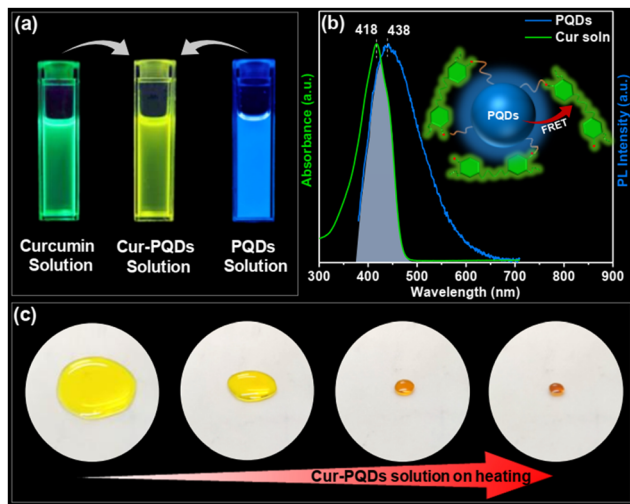 (a)
Curcumin
Solution
Cur-PQDs
Solution
PQDs
Solution
(b)
418
438
PQDs
Cur soln
PQDs
FRET
Absorbance (a.u.)
PL Intensity (a.u.)
300 400 500 600 700 800 900
Wavelength (nm)
(c)
Cur-PQDs solution on heating